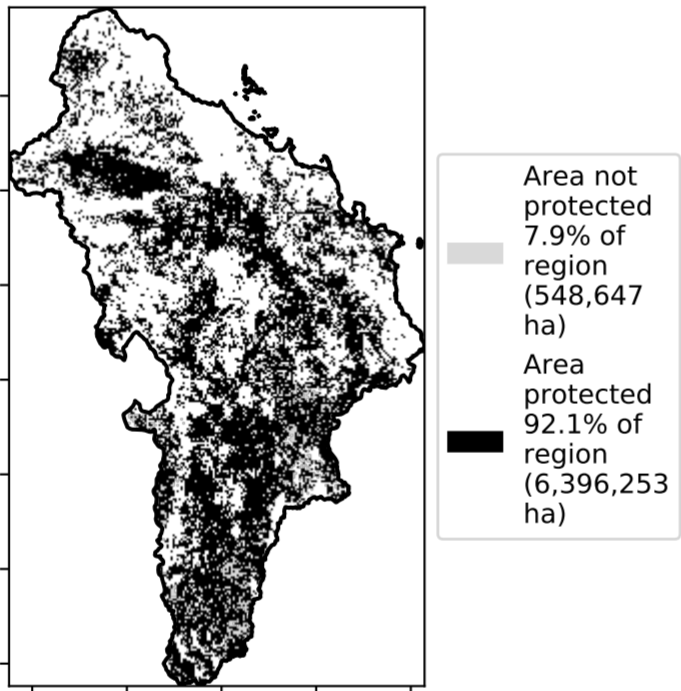 Area not
protected
7.9% of
region
(548,647
ha)
Area
protected
92.1% of
region
(6,396,253
ha)